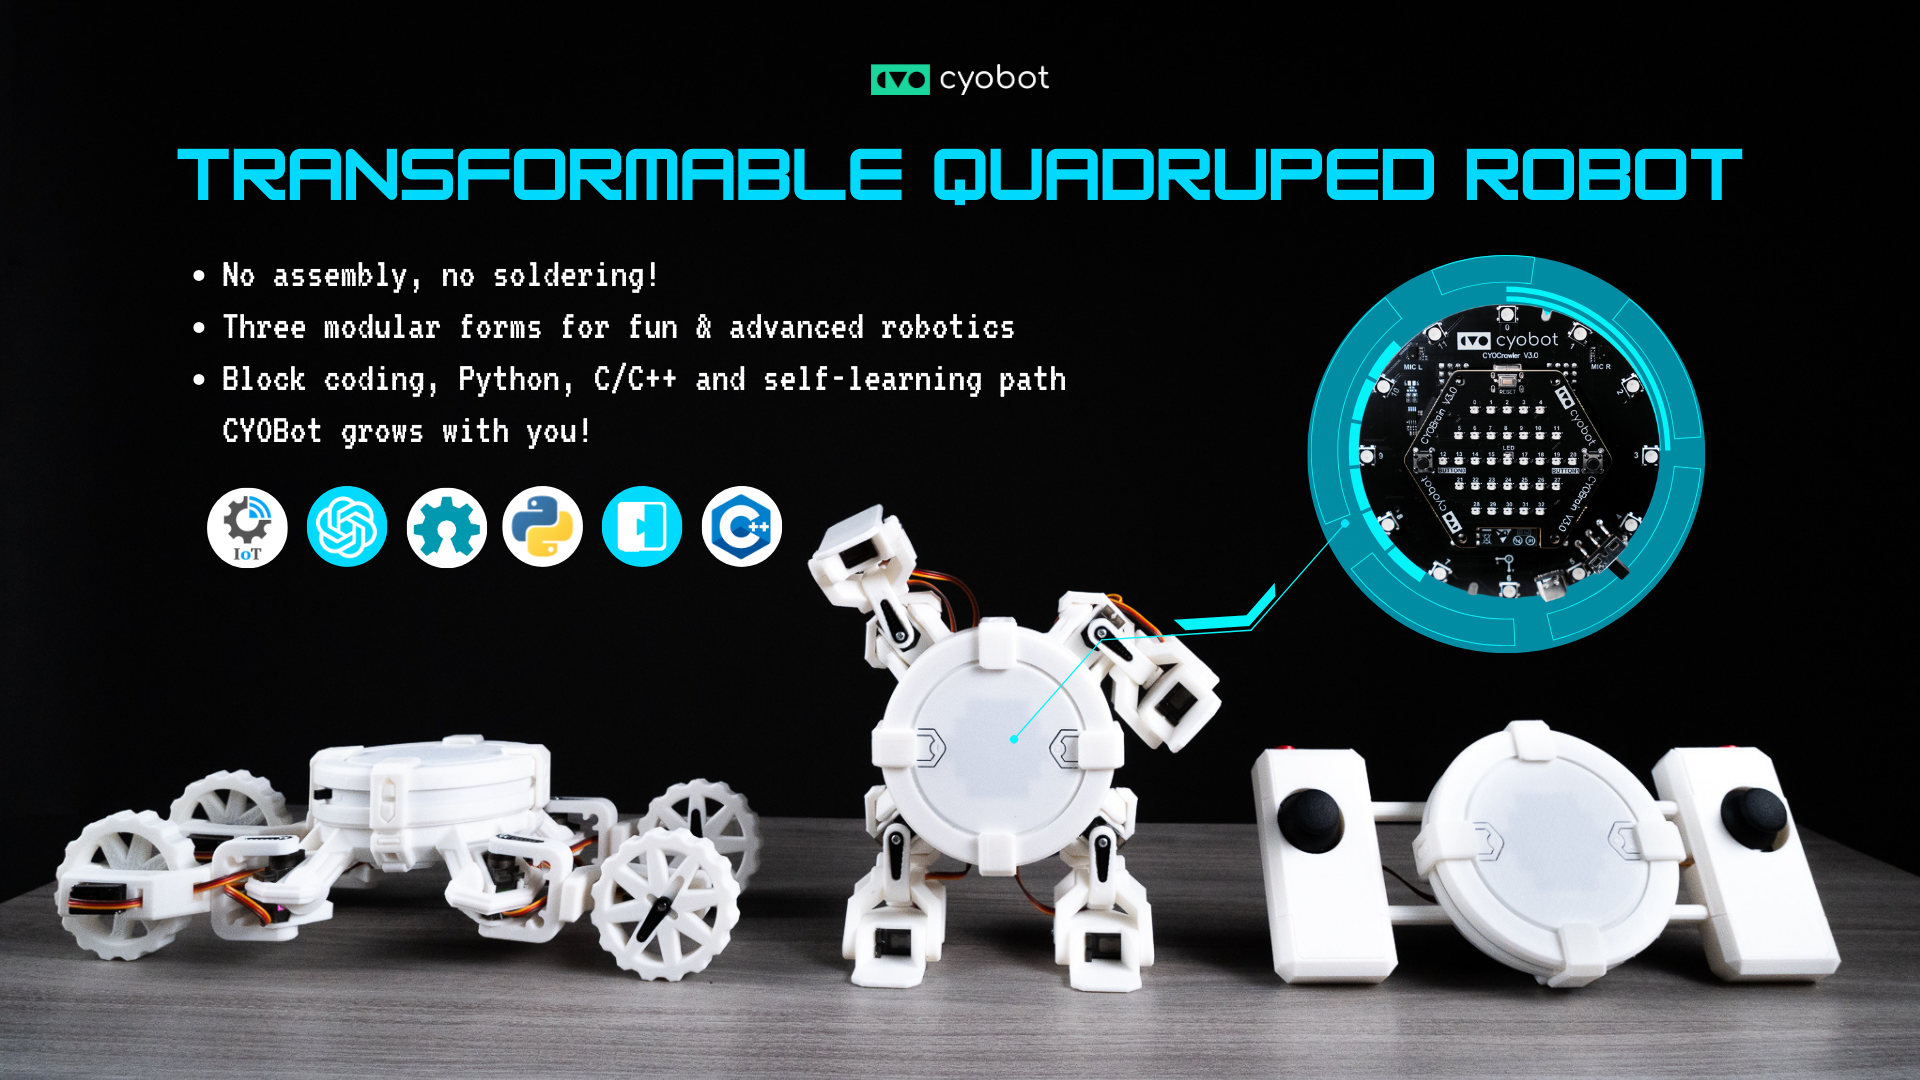 cyobot
TRANSFORMABLE QUADRUPED ROBOT
• No assembly, no soldering!
• Three modular forms for fun & advanced robotics
• Block coding, Python, C/C++ and self-learning path
CYOBot grows with you!
IoT
C++
cyobot
CYOCrawler V3.0
MIC L
MIC R
RESET
CYOBrain V3.0
cyobot
LED
BUTTON1
cyobot
CYOBrain V3.0